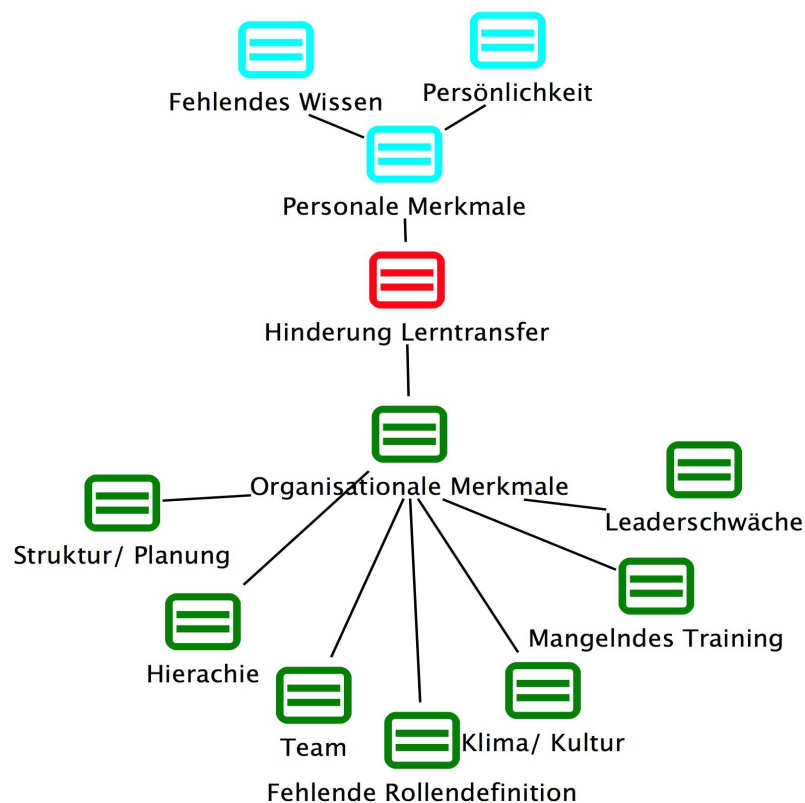 Fehlendes Wissen
Persönlichkeit
Personale Merkmale
Hinderung Lerntransfer
Organisationale Merkmale
Leaderschwäche
Struktur/ Planung
Mangelndes Training
Hierachie
Team
Klima/ Kultur
Fehlende Rollendefinition